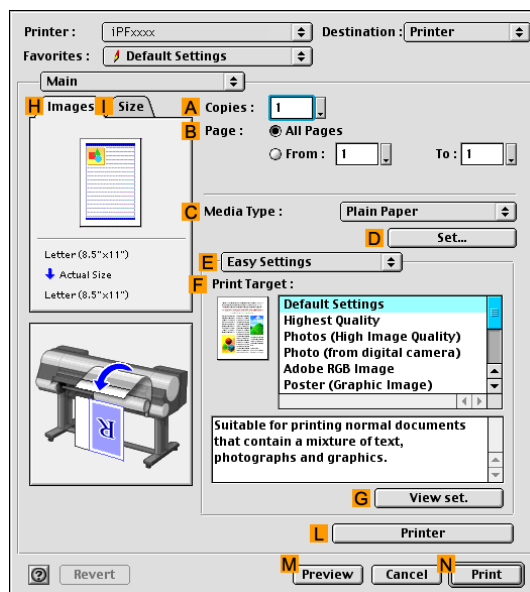 Printer : iPFxxxx Destination : Printer
Favorites : Default Settings
Main
H Images I Size
A Copies : 1
B Page : All Pages
From : 1 To : 1
C Media Type : Plain Paper
D Set...
Letter (8.5"x11")
Actual Size
Letter (8.5"x11")
E Easy Settings
F Print Target :
Default Settings
Highest Quality
Photos (High Image Quality)
Photo (from digital camera)
Adobe RGB Image
Poster (Graphic Image)
R
Suitable for printing normal documents
that contain a mixture of text,
photographs and graphics.
G View set.
L Printer
? Revert M Preview Cancel N Print